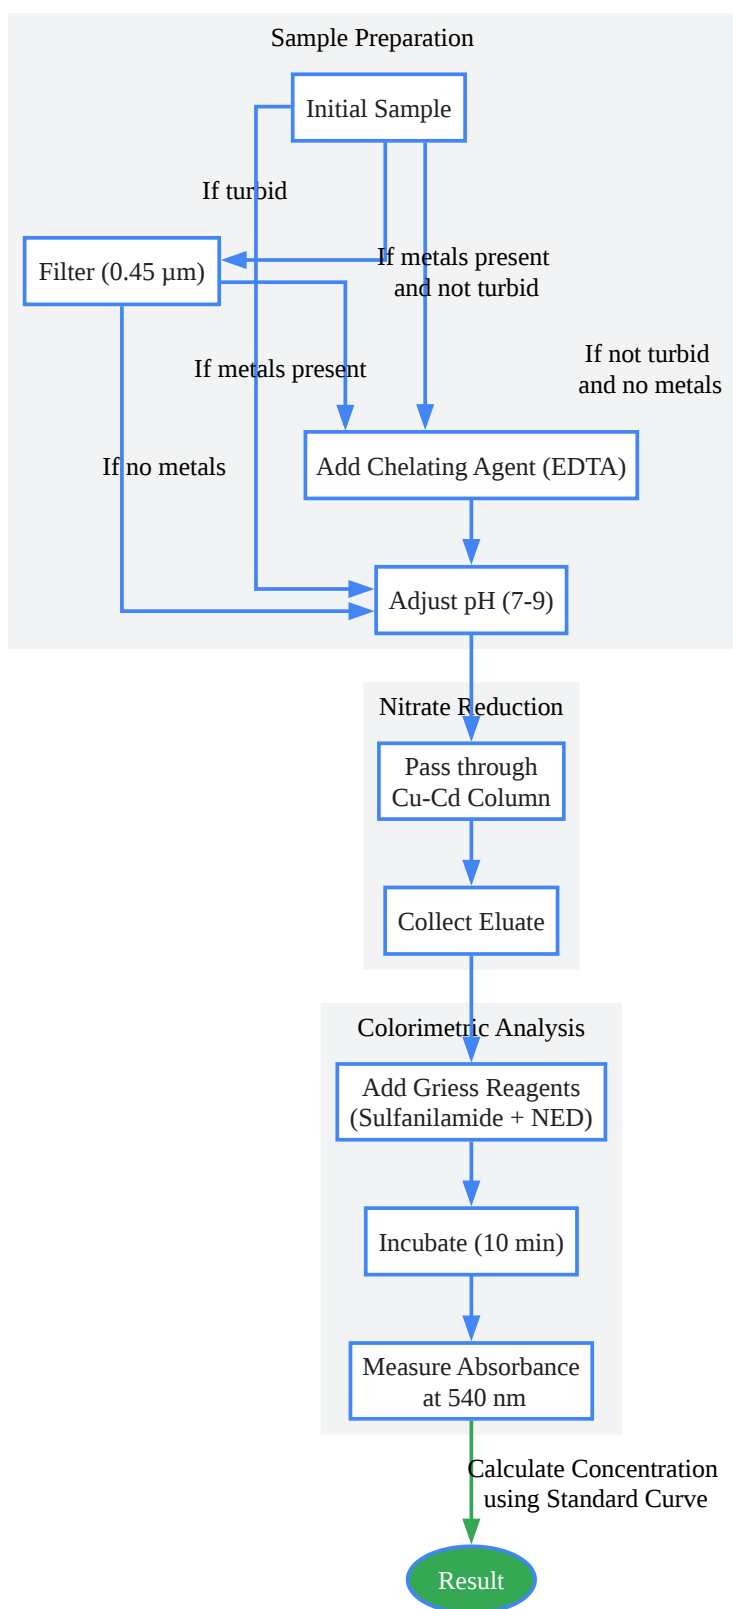 Sample Preparation
Initial Sample
If turbid
If metals present
and not turbid
Filter (0.45 µm)
If not turbid
and no metals
If metals present
If no metals
Add Chelating Agent (EDTA)
Adjust pH (7-9)
Nitrate Reduction
Pass through
Cu-Cd Column
Collect Eluate
Colorimetric Analysis
Add Griess Reagents
(Sulfanilamide + NED)
Incubate (10 min)
Measure Absorbance
at 540 nm
Calculate Concentration
using Standard Curve
Result